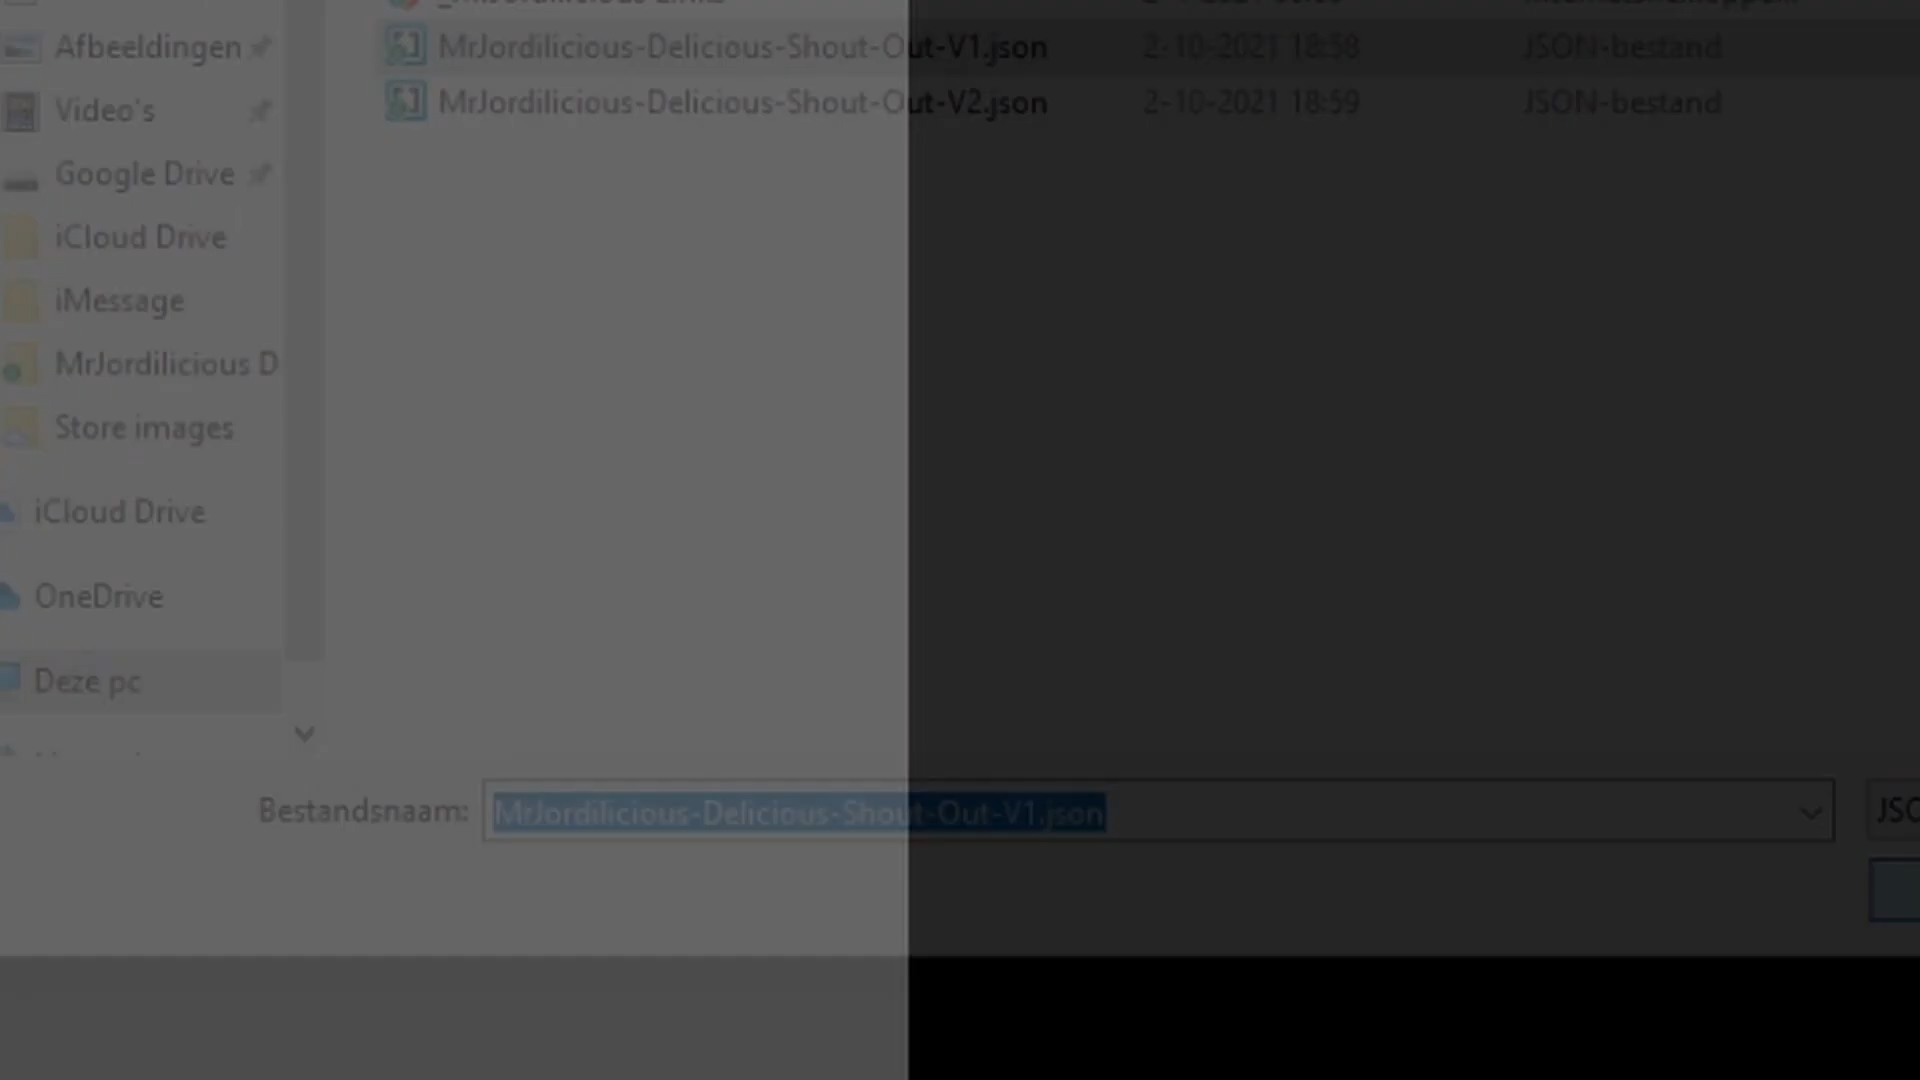 Afbeeldingen
MrJordilicious-Delicious-Shout-Out-V1.json 2-10-2021 18:58 JSON-bestand
Video's
MrJordilicious-Delicious-Shout-Out-V2.json 2-10-2021 18:59 JSON-bestand
Google Drive
iCloud Drive
iMessage
MrJordilicious D
Store images
iCloud Drive
OneDrive
Deze pc
Bestandsnaam: MrJordilicious-Delicious-Shout-Out-V1.json JSO